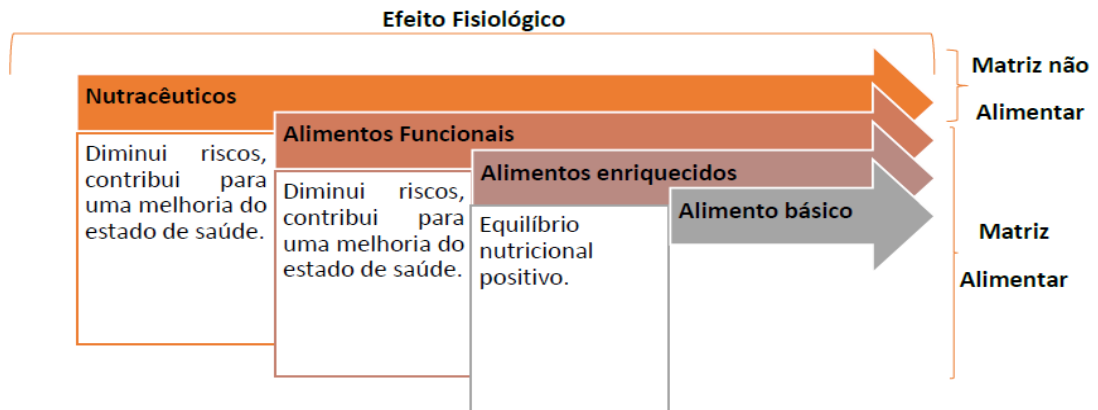 Efeito Fisiológico
Matriz não
Alimentar
Nutracêuticos
Diminui riscos,
contribui para
uma melhoria do
estado de saúde.
Alimentos Funcionais
Diminui riscos,
contribui para
uma melhoria do
estado de saúde.
Alimentos enriquecidos
Equilíbrio
nutricional
positivo.
Alimento básico
Matriz
Alimentar